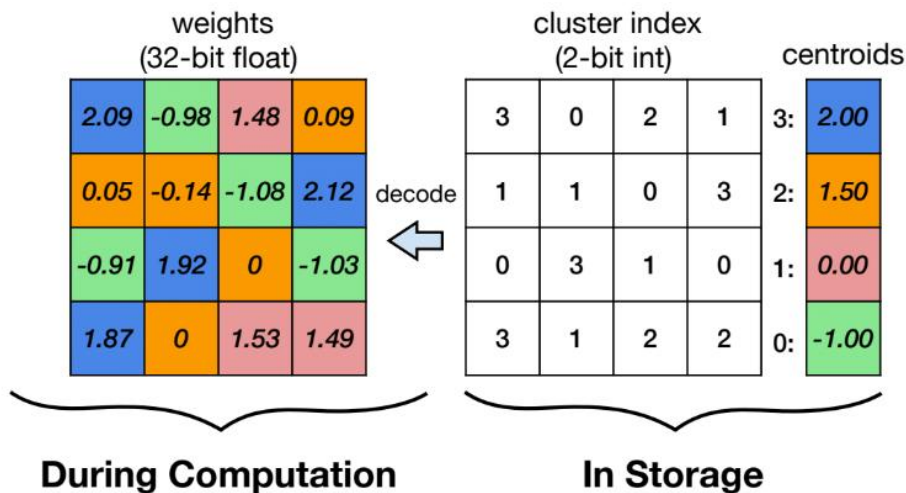 weights
(32-bit float)
cluster index
(2-bit int)
centroids
2.09 -0.98 1.48 0.09
3 0 2 1
3: 2.00
0.05 -0.14 -1.08 2.12
decode
1 1 0 3
2: 1.50
-0.91 1.92 0 -1.03
0 3 1 0
1: 0.00
1.87 0 1.53 1.49
3 1 2 2
0: -1.00
During Computation
In Storage